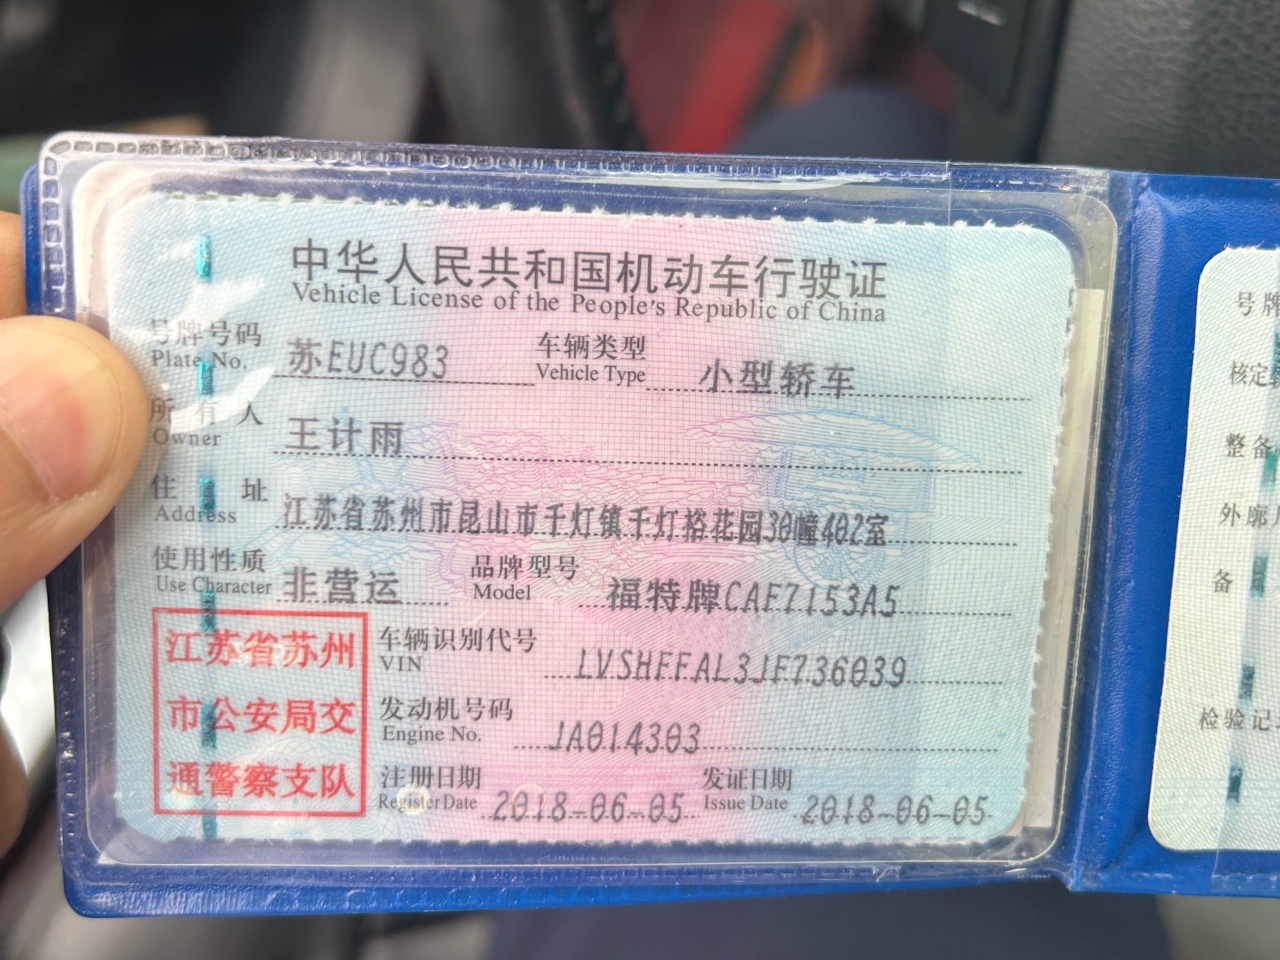 中华人民共和国机动车行驶证
Vehicle License of the People's Republic of China
号牌号码 苏EUC983 车辆类型 小型轿车
Plate No. Vehicle Type
所有人 王计雨
Owner
住址 江苏省苏州市昆山市千灯镇千灯裕花园30幢402室
Address
使用性质 非营运 品牌型号 福特牌CAF7153A5
Use Character Model
江苏省苏州
市公安局交
通警察支队
车辆识别代号 LVSHFFAL3JF736039
VIN
发动机号码 JA014303
Engine No.
注册日期 2018-06-05 发证日期 2018-06-05
Register Date Issue Date
号牌
核定
整备
外廓
备
检验记